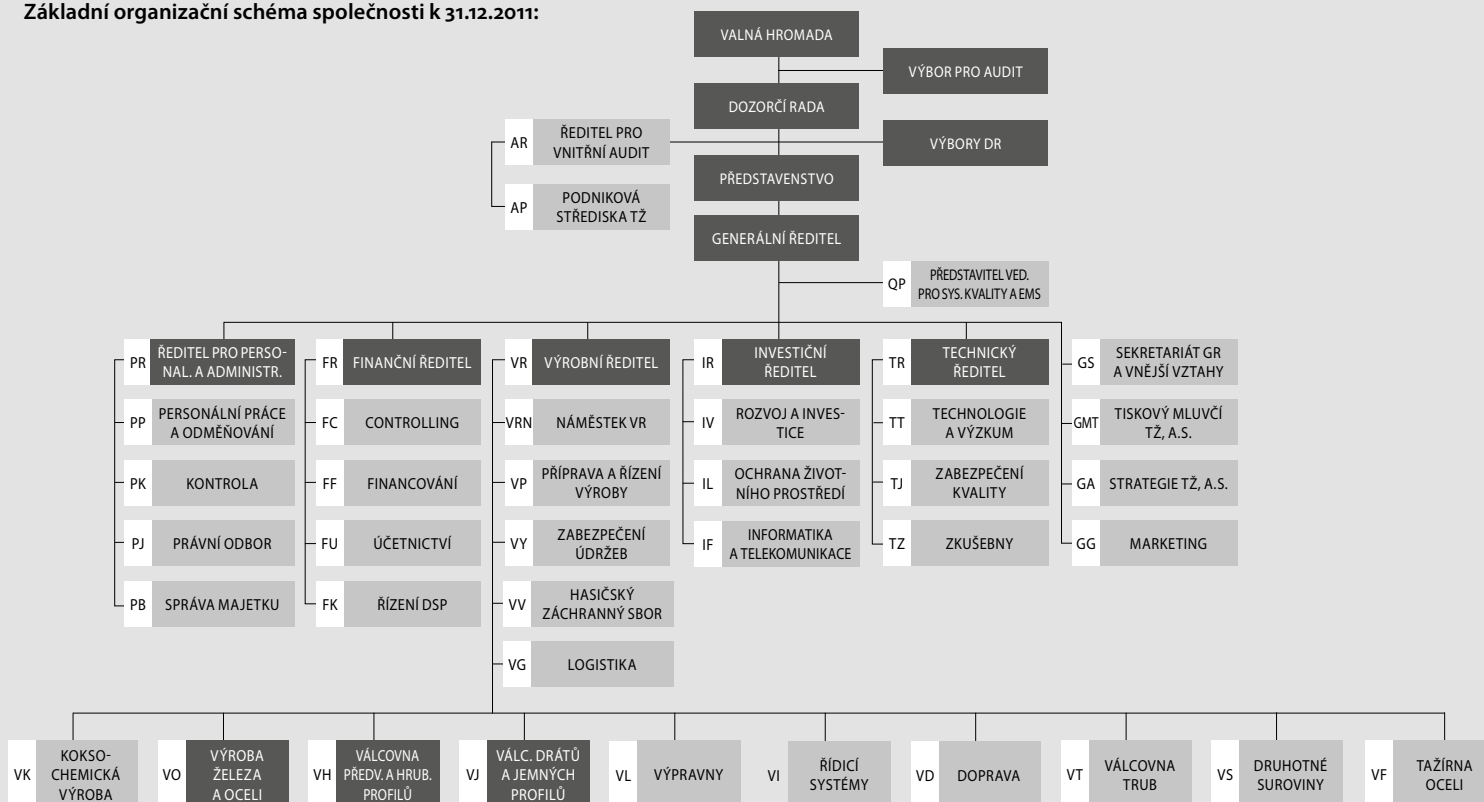 Základní organizační schéma společnosti k 31.12.2011:
VALNÁ HROMADA
VÝBOR PRO AUDIT
DOZORČÍ RADA
AR
ŘEDITEL PRO
VNITŘNÍ AUDIT
VÝBORY DR
PŘEDSTAVENSTVO
AP
PODNIKOVÁ
STŘEDISKA TŽ
GENERÁLNÍ ŘEDITEL
QP
PŘEDSTAVITEL VED.
PRO SYS. KVALITY A EMS
PR
ŘEDITEL PRO PERSO-
NAL. A ADMINISTR.
FR
FINANČNÍ ŘEDITEL
VR
VÝROBNÍ ŘEDITEL
IR
INVESTIČNÍ
ŘEDITEL
TR
TECHNICKÝ
ŘEDITEL
GS
SEKRETARIÁT GR
A VNĚJŠÍ VZTAHY
PP
PERSONÁLNÍ PRÁCE
A ODMĚŇOVÁNÍ
FC
CONTROLLING
VRN
NÁMĚSTEK VR
IV
ROZVOJ A INVES-
TICE
TT
TECHNOLOGIE
A VÝZKUM
GMT
TISKOVÝ MLUVČÍ
TŽ, A.S.
PK
KONTROLA
FF
FINANCOVÁNÍ
VP
PŘÍPRAVA A ŘÍZENÍ
VÝROBY
IL
OCHRANA ŽIVOT-
NÍHO PROSTŘEDÍ
TJ
ZABEZPEČENÍ
KVALITY
GA
STRATEGIE TŽ, A.S.
PJ
PRÁVNÍ ODBOR
FU
ÚČETNICTVÍ
VY
ZABEZPEČENÍ
ÚDRŽEB
IF
INFORMATIKA
A TELEKOMUNIKACE
TZ
ZKUŠEBNY
GG
MARKETING
PB
SPRÁVA MAJETKU
FK
ŘÍZENÍ DSP
VV
HASIČSKÝ
ZÁCHRANNÝ SBOR
VG
LOGISTIKA
VK
KOKSO-
CHEMICKÁ
VÝROBA
VO
VÝROBA
ŽELEZA
A OCELI
VH
VÁLCOVNA
PŘEDV. A HRUB.
PROFILŮ
VJ
VÁLC. DRÁTŮ
A JEMNÝCH
PROFILŮ
VL
VÝPRAVNY
VI
ŘÍDICÍ
SYSTÉMY
VD
DOPRAVA
VT
VÁLCOVNA
TRUB
VS
DRUHOTNÉ
SUROVINY
VF
TAŽÍRNA
OCELI